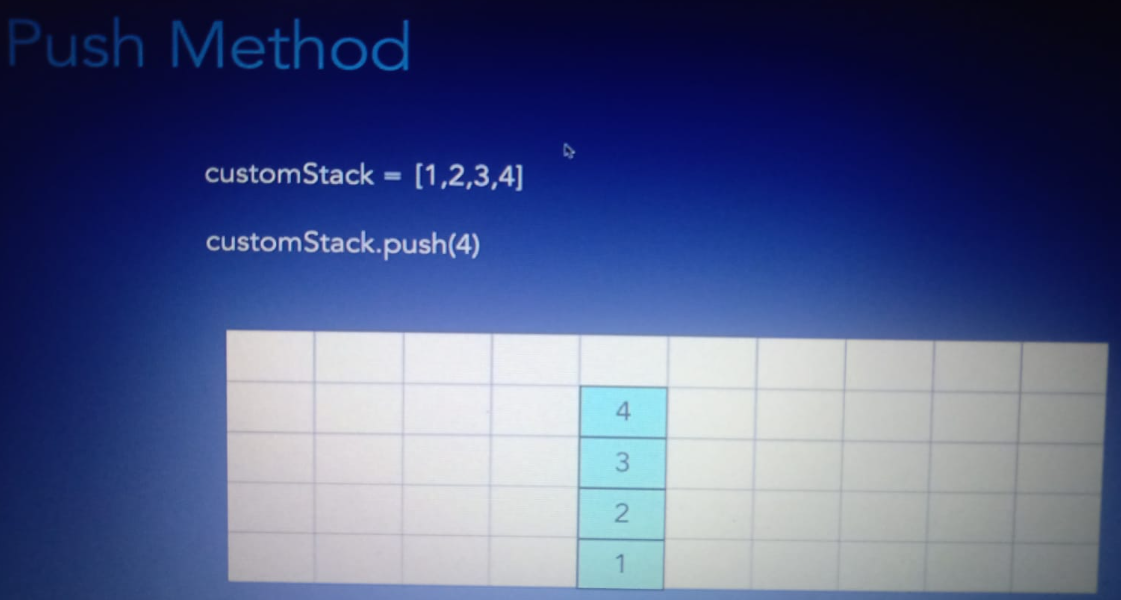 Push Method
customStack = [1,2,3,4]
customStack.push(4)
4
3
2
1